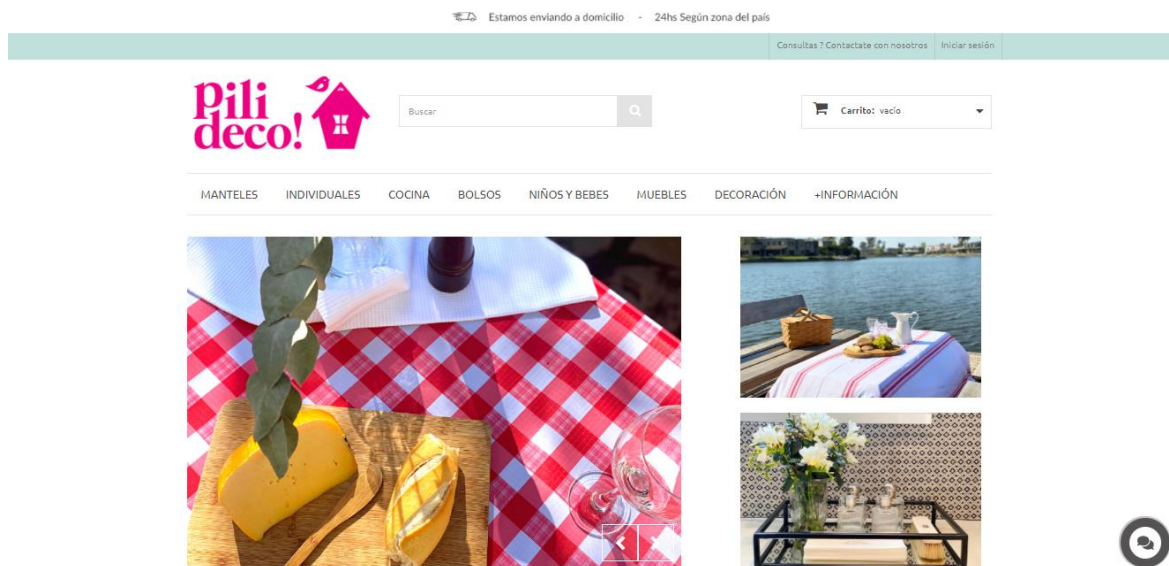 Estamos enviando a domicilio - 24hs Según zona del país
Consultas ? Contactate con nosotros Iniciar sesión
pili
deco!
Buscar
Carrito: vacío
MANTELES INDIVIDUALES COCINA BOLSOS NIÑOS Y BEBES MUEBLES DECORACIÓN +INFORMACIÓN